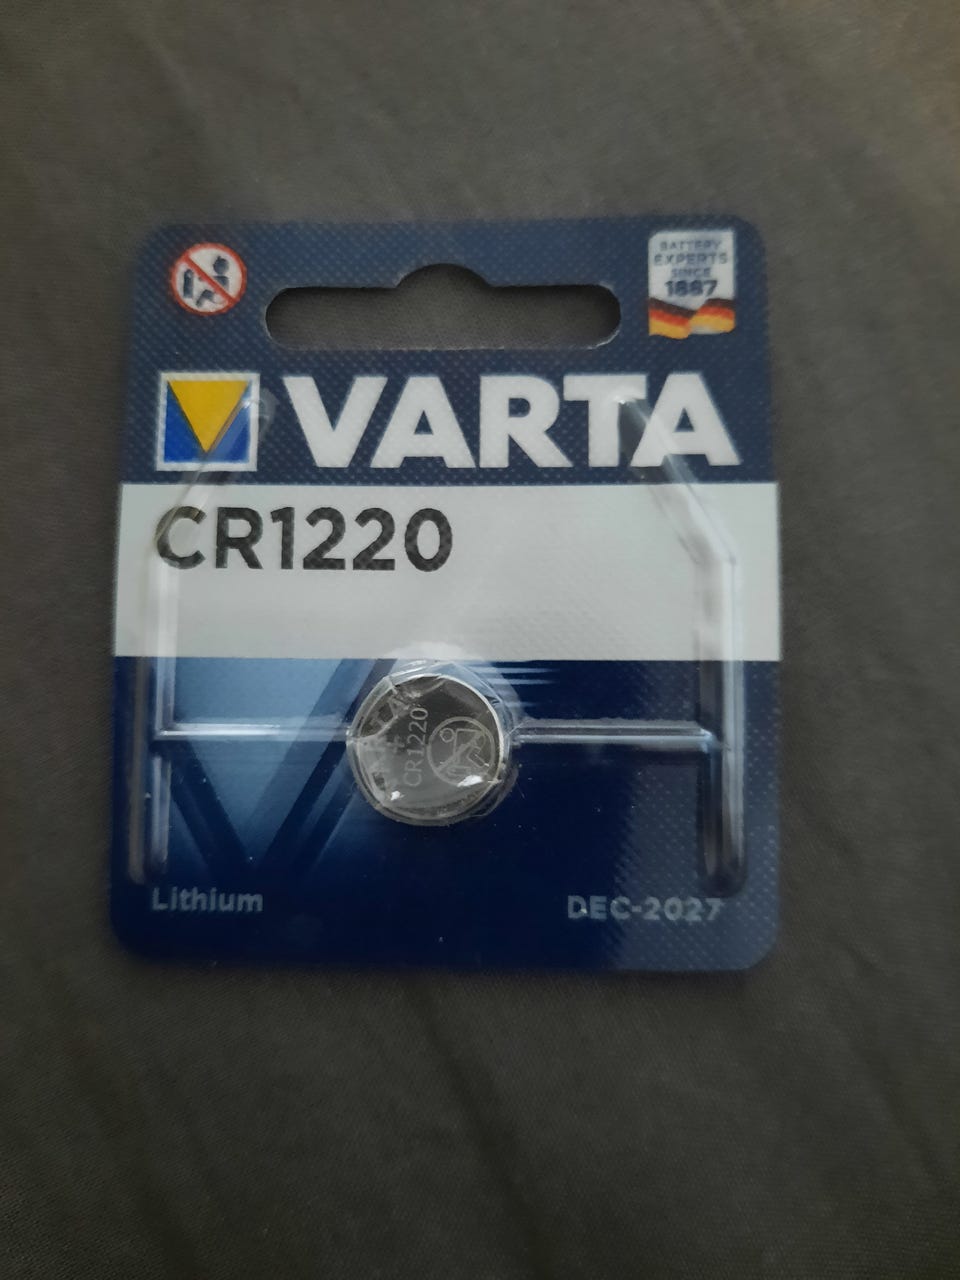 BATTERY
EXPERTS
SINCE
1887
VARTA
CR1220
CR1220
Lithium
DEC-2027